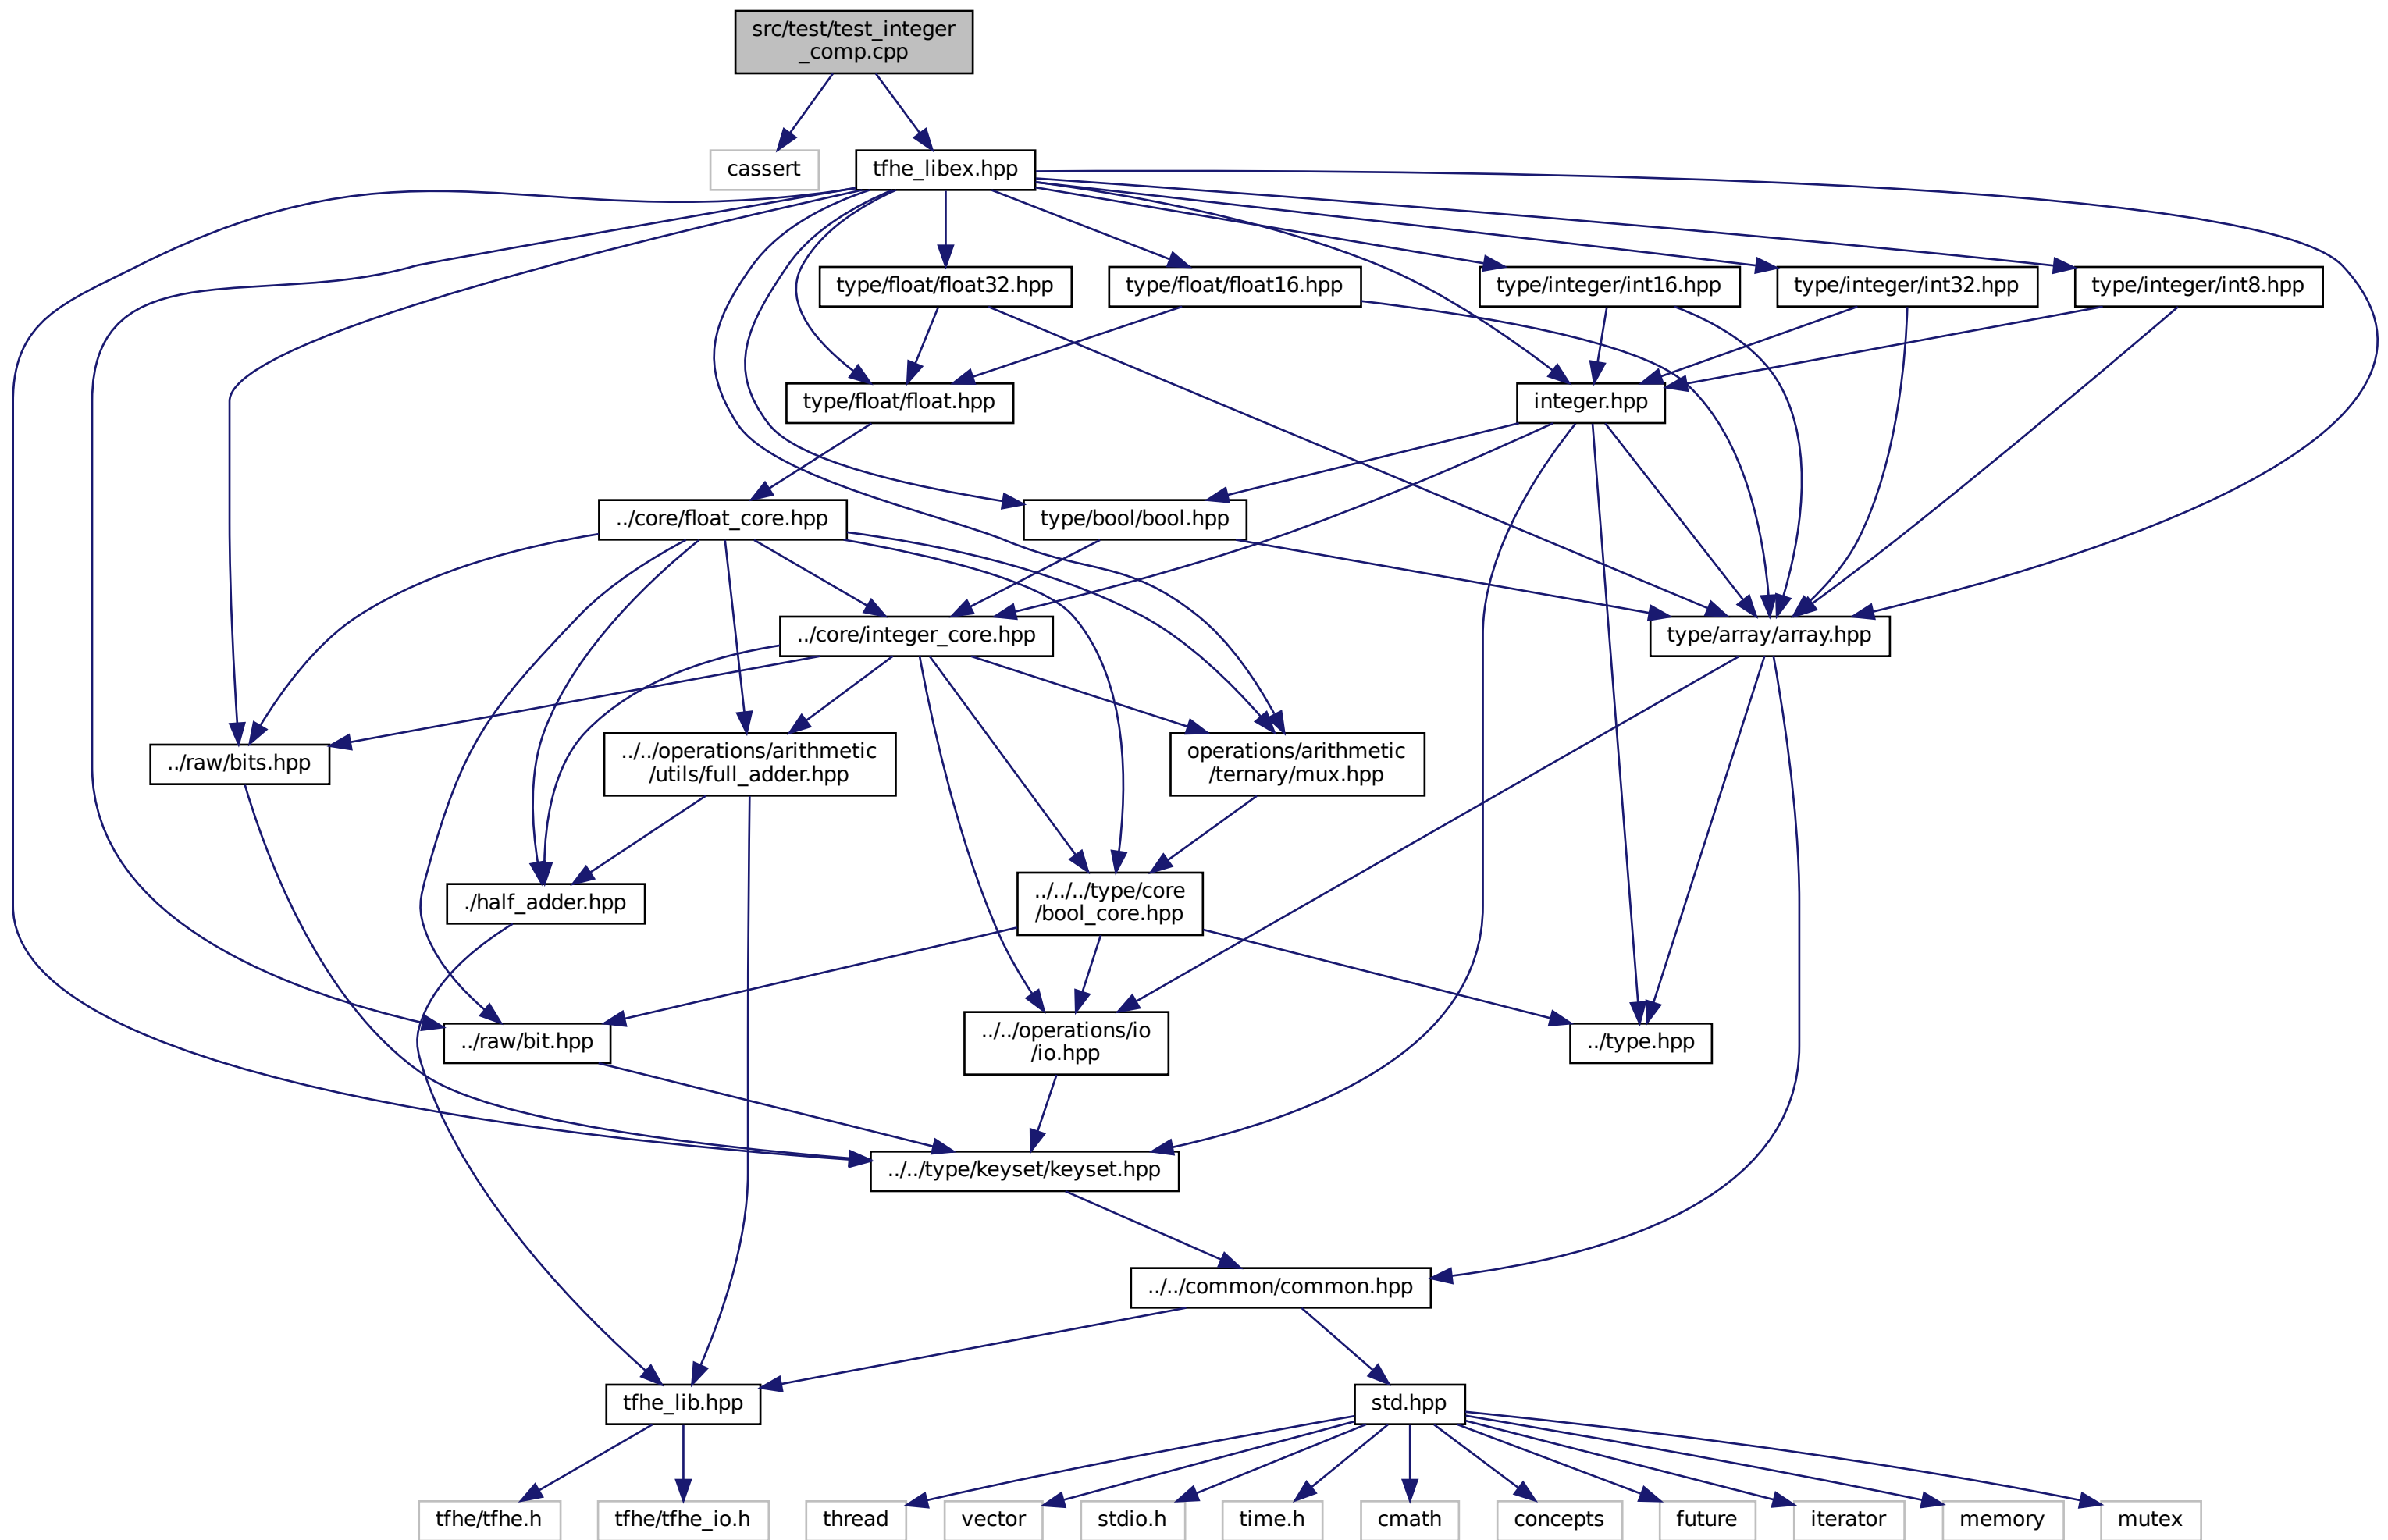 src/test/test_integer
_comp.cpp
cassert
tfhe_libex.hpp
type/float/float32.hpp
type/float/float16.hpp
type/integer/int16.hpp
type/integer/int32.hpp
type/integer/int8.hpp
type/float/float.hpp
integer.hpp
../core/float_core.hpp
type/bool/bool.hpp
../core/integer_core.hpp
type/array/array.hpp
../raw/bits.hpp
../../operations/arithmetic
/utils/full_adder.hpp
operations/arithmetic
/ternary/mux.hpp
./half_adder.hpp
../../../type/core
/bool_core.hpp
../raw/bit.hpp
../../operations/io
/io.hpp
../type.hpp
../../type/keyset/keyset.hpp
../../common/common.hpp
tfhe_lib.hpp
std.hpp
tfhe/tfhe.h
tfhe/tfhe_io.h
thread
vector
stdio.h
time.h
cmath
concepts
future
iterator
memory
mutex